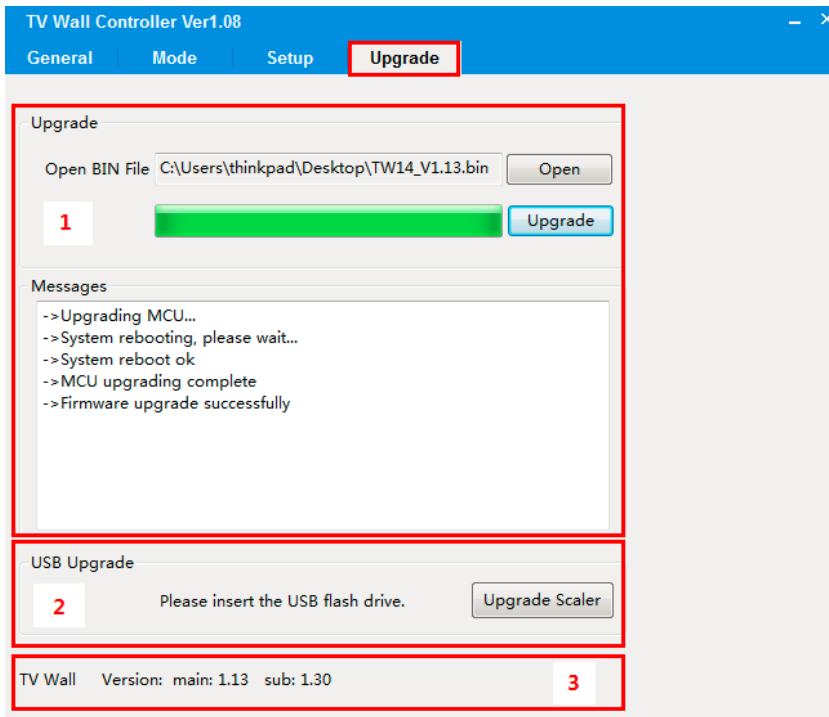 TV Wall Controller Ver1.08
General Mode Setup Upgrade
Upgrade
Open BIN File C:\Users\thinkpad\Desktop\TW14_V1.13.bin Open
1 Upgrade
Messages
->Upgrading MCU...
->System rebooting, please wait...
->System reboot ok
->MCU upgrading complete
->Firmware upgrade successfully
USB Upgrade
2 Please insert the USB flash drive. Upgrade Scaler
TV Wall Version: main: 1.13 sub: 1.30 3